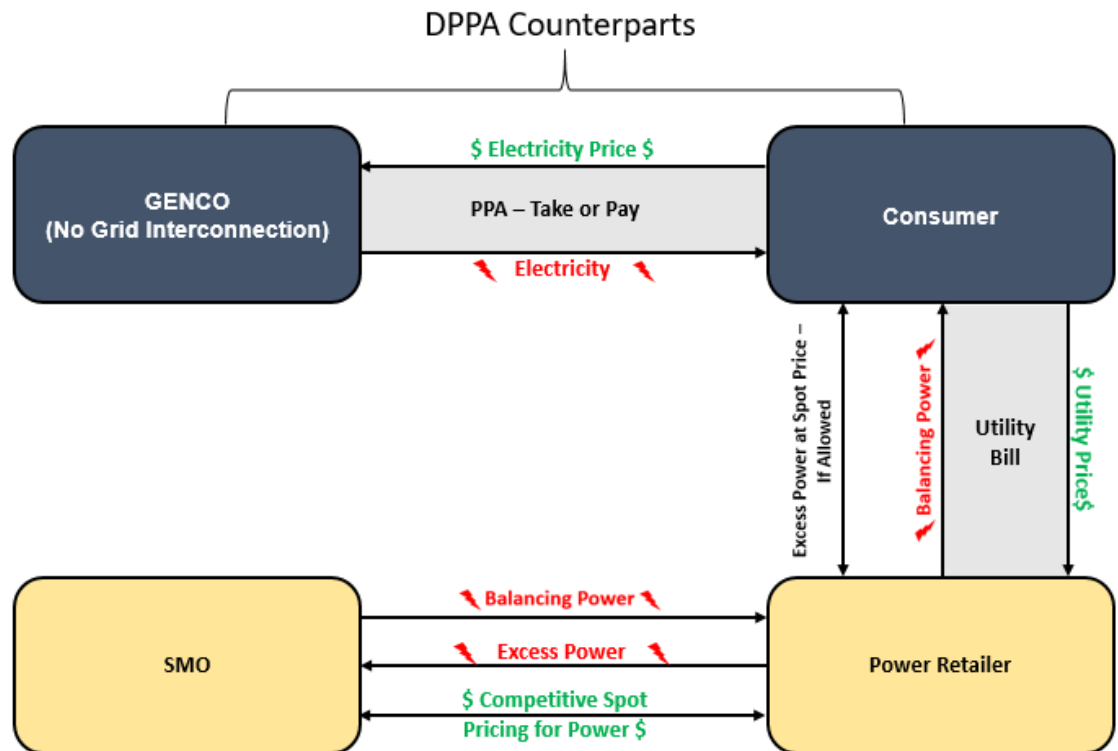 DPPA Counterparts
GENCO
(No Grid Interconnection)
$ Electricity Price $
PPA – Take or Pay
Electricity
Consumer
Excess Power at Spot Price –
If Allowed
Balancing Power
Utility
Bill
$ Utility Price$
SMO
Balancing Power
Excess Power
$ Competitive Spot
Pricing for Power $
Power Retailer